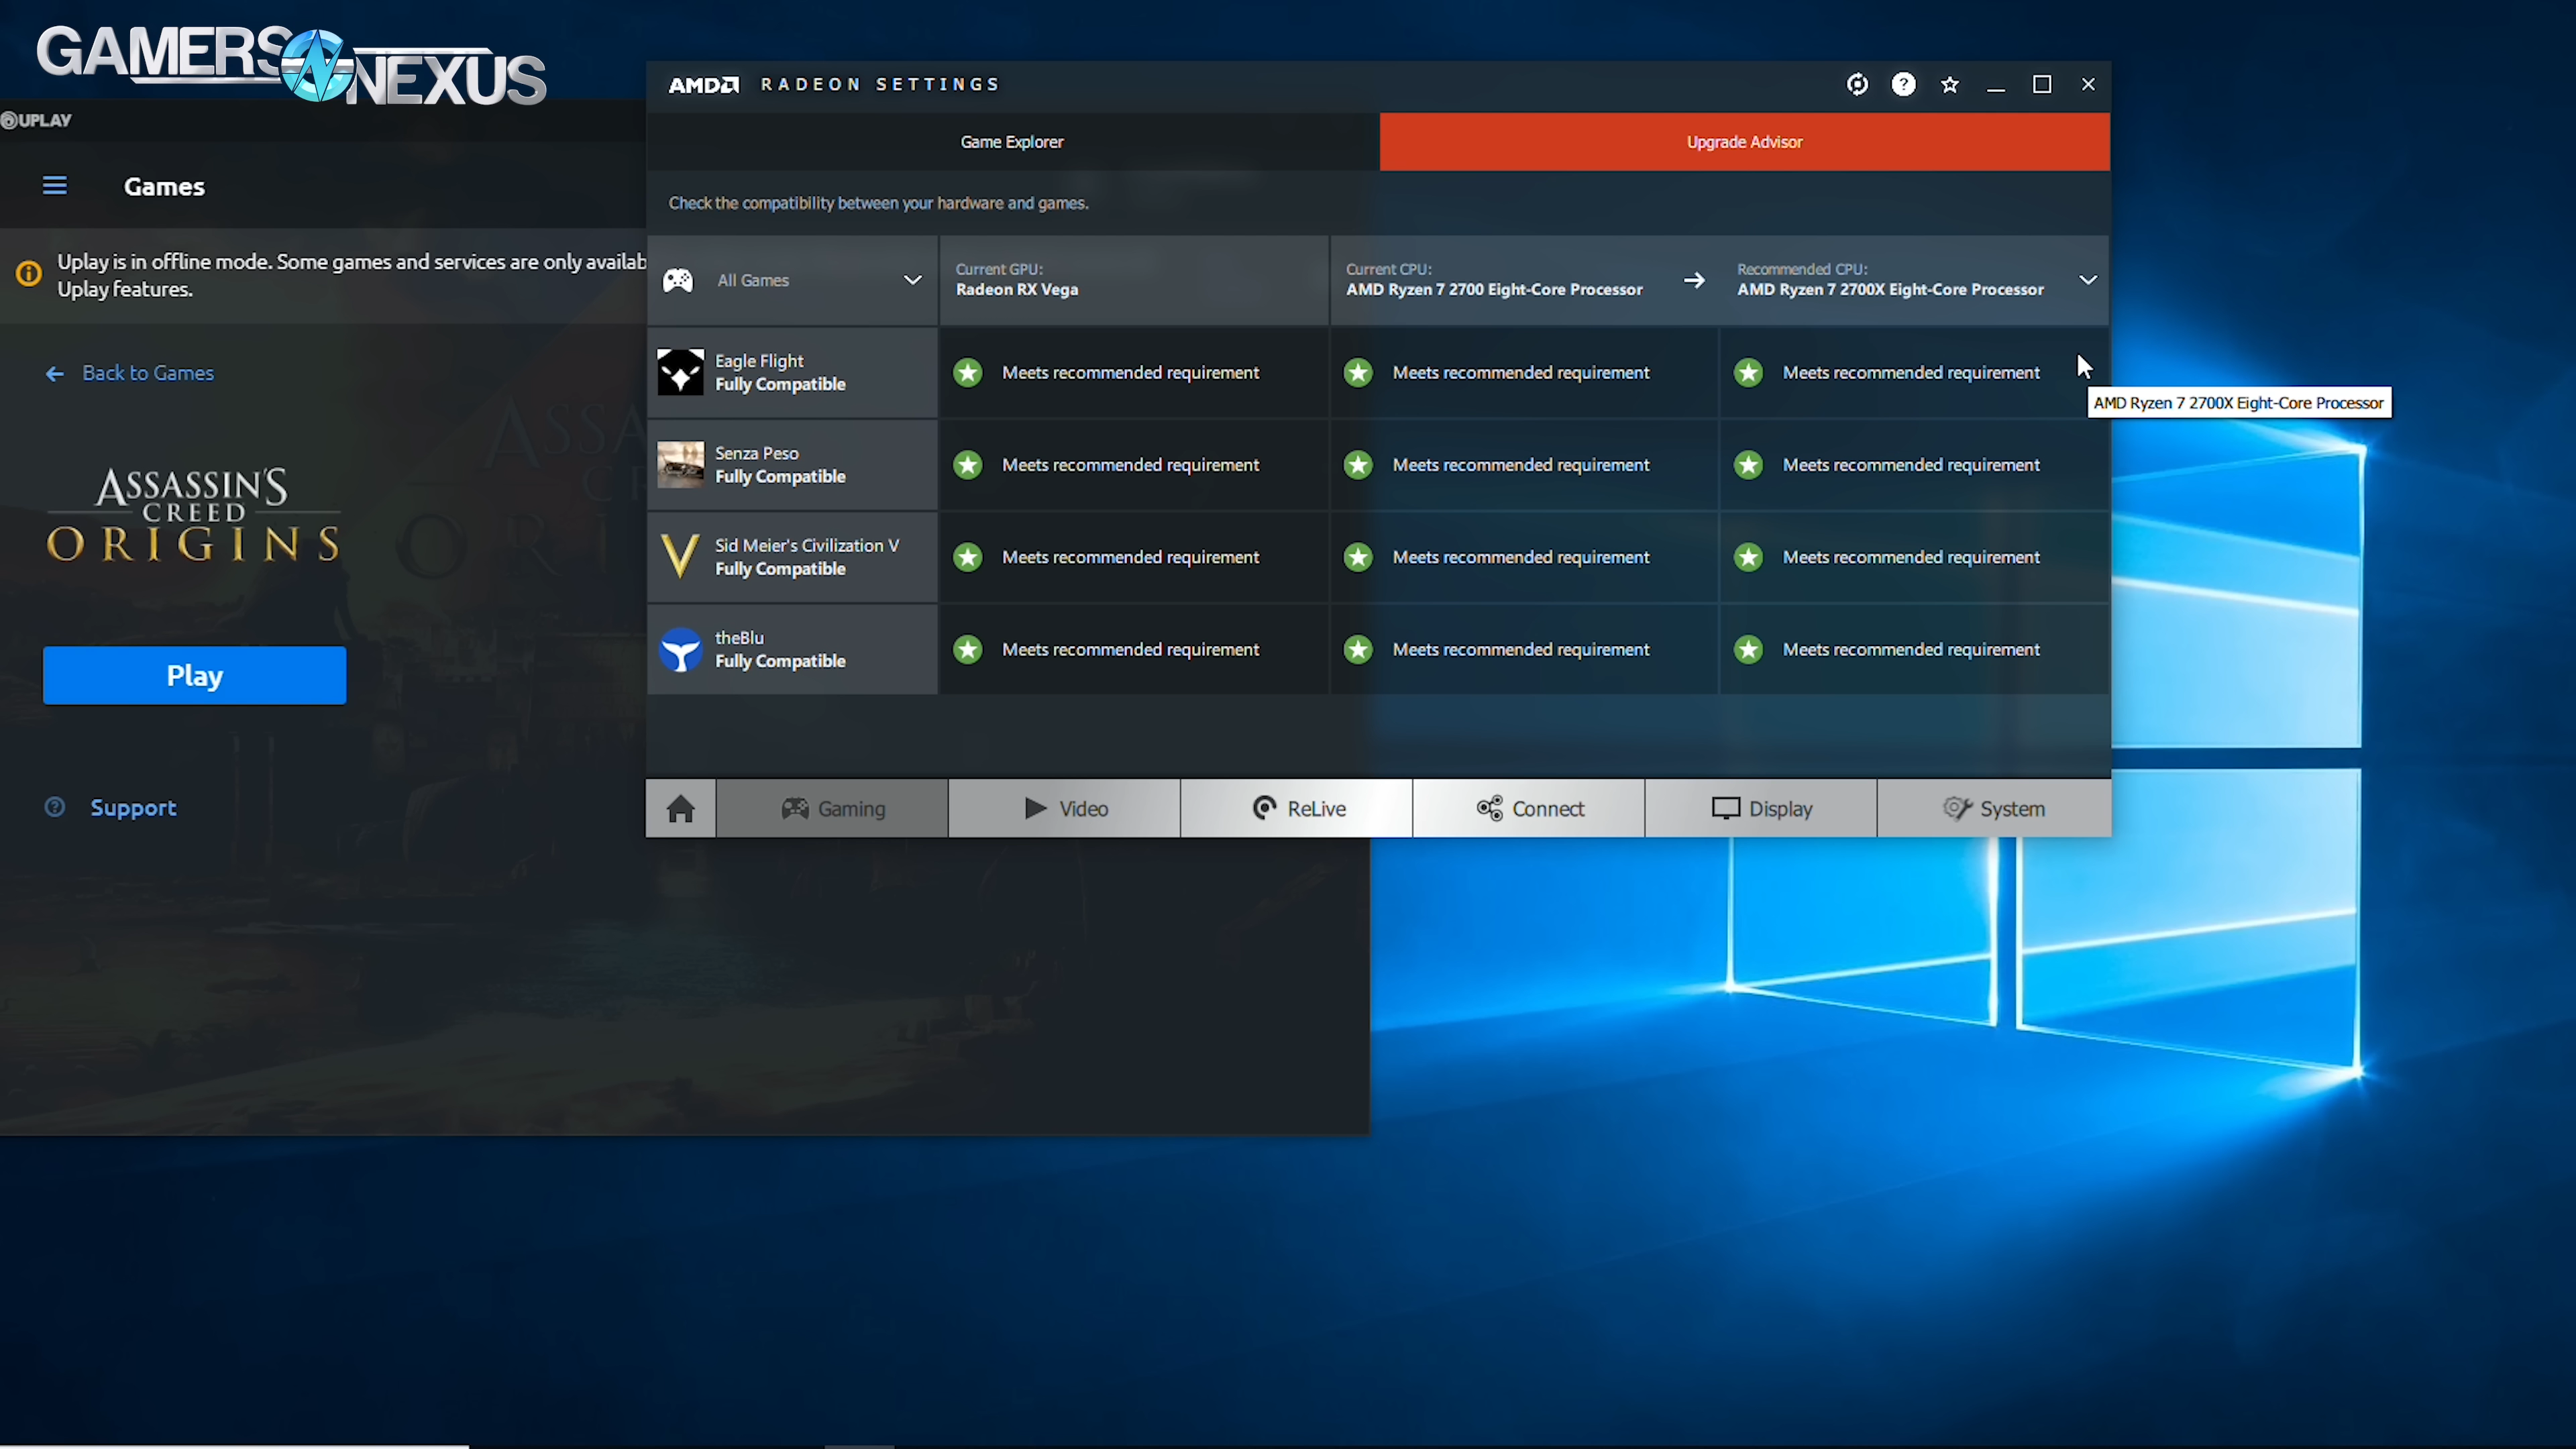 GAMERS NEXUS
UPLAY
Games
Uplay is in offline mode. Some games and services are only availab
Uplay features.
Back to Games
ASSASSIN'S
CREED
ORIGINS
Play
Support
AMD RADEON SETTINGS
Game Explorer
Upgrade Advisor
Check the compatibility between your hardware and games.
All Games
Current GPU:
Radeon RX Vega
Current CPU:
AMD Ryzen 7 2700 Eight-Core Processor
Recommended CPU:
AMD Ryzen 7 2700X Eight-Core Processor
Eagle Flight
Fully Compatible
Meets recommended requirement
Meets recommended requirement
Meets recommended requirement
AMD Ryzen 7 2700X Eight-Core Processor
Senza Peso
Fully Compatible
Meets recommended requirement
Meets recommended requirement
Meets recommended requirement
Sid Meier's Civilization V
Fully Compatible
Meets recommended requirement
Meets recommended requirement
Meets recommended requirement
theBlu
Fully Compatible
Meets recommended requirement
Meets recommended requirement
Meets recommended requirement
Gaming
Video
ReLive
Connect
Display
System